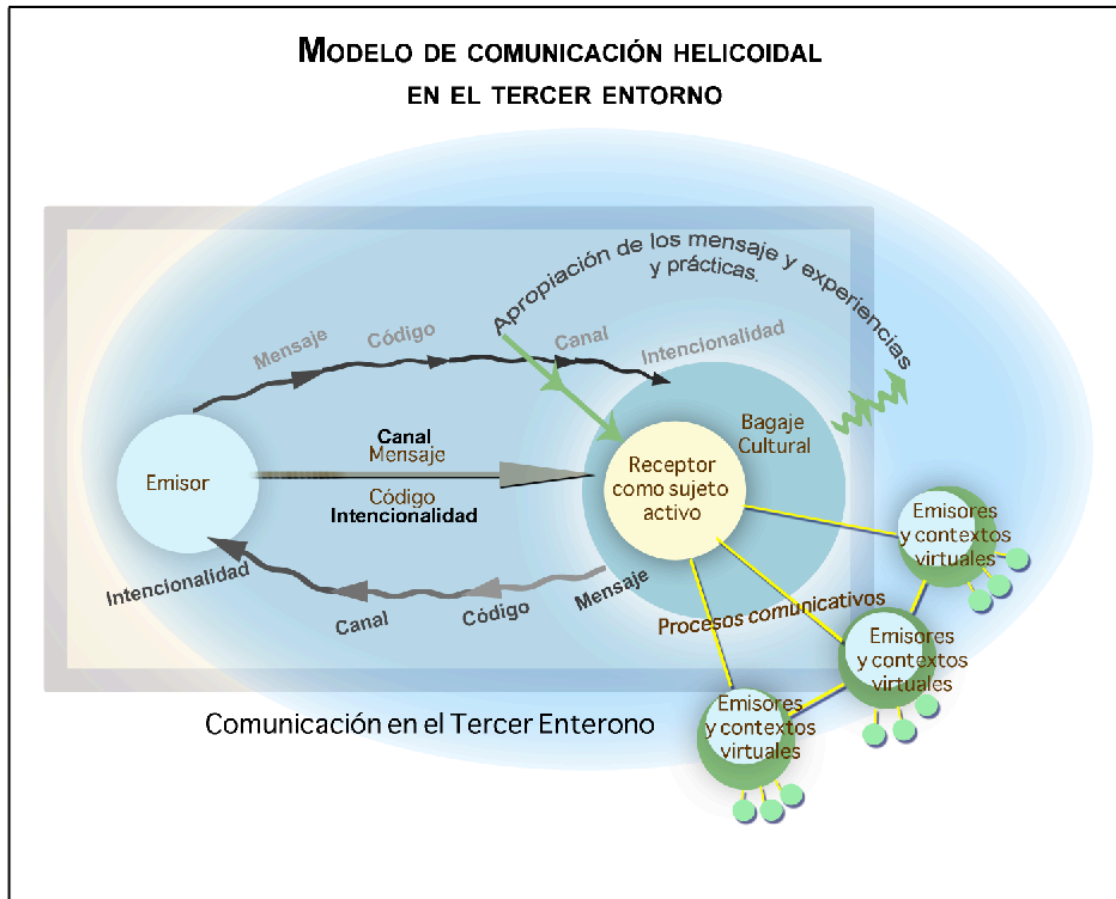 MODELO DE COMUNICACIÓN HELICOIDAL
EN EL TERCER ENTORNO
Apropiación de los mensaje y experiencias
y prácticas.
Mensaje
Código
Canal
Intencionalidad
Emisor
Canal
Mensaje
Código
Intencionalidad
Receptor
como sujeto
activo
Bagaje
Cultural
Intencionalidad
Canal
Código
Mensaje
Procesos comunicativos
Emisores
y contextos
virtuales
Emisores
y contextos
virtuales
Emisores
y contextos
virtuales
Comunicación en el Tercer Enterono